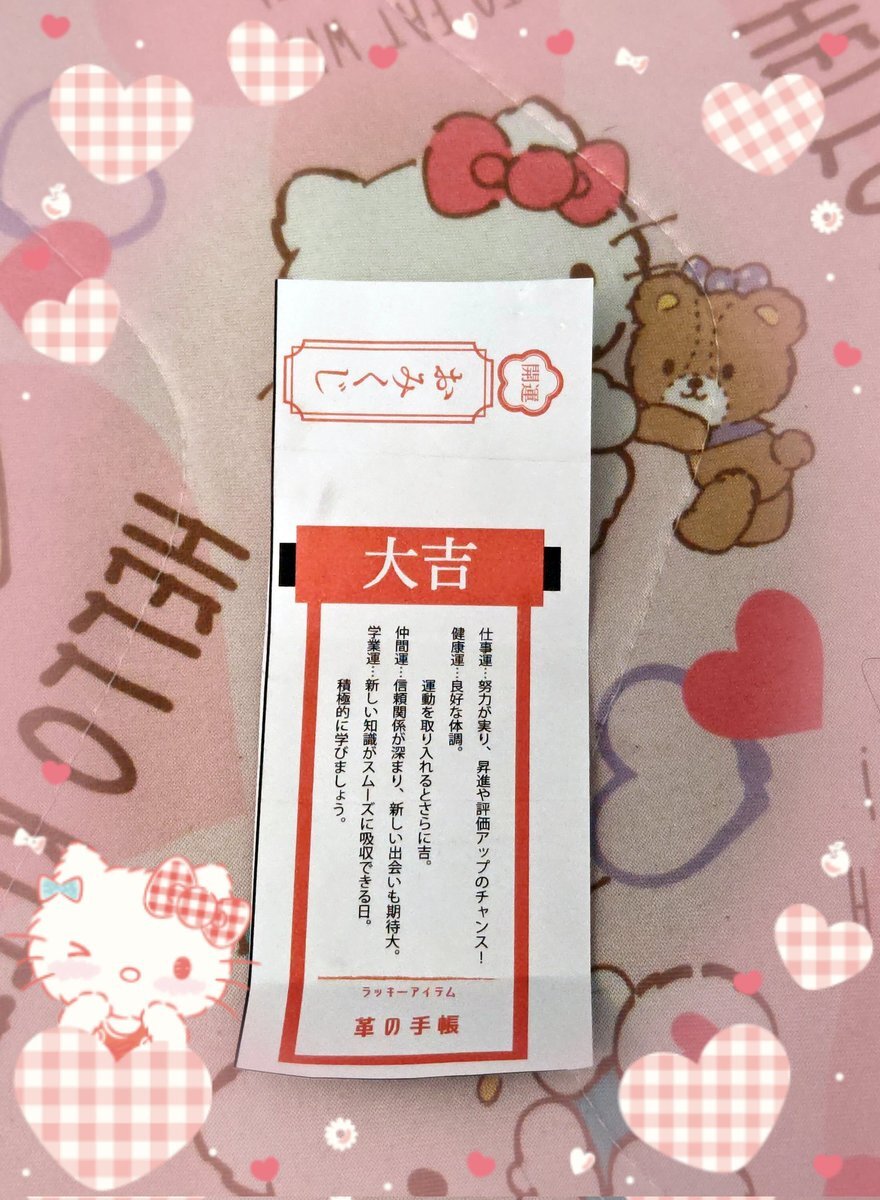 開運
おみくじ
大吉
仕事運…努力が実り、昇進や評価アップのチャンス!
健康運…良好な体調。
運動を取り入れるとさらに吉。
仲間運…信頼関係が深まり、新しい出会いも期待大。
学業運…新しい知識がスムーズに吸収できる日。
積極的に学びましょう。
ラッキーアイテム
革の手帳
HELLO
HELLO